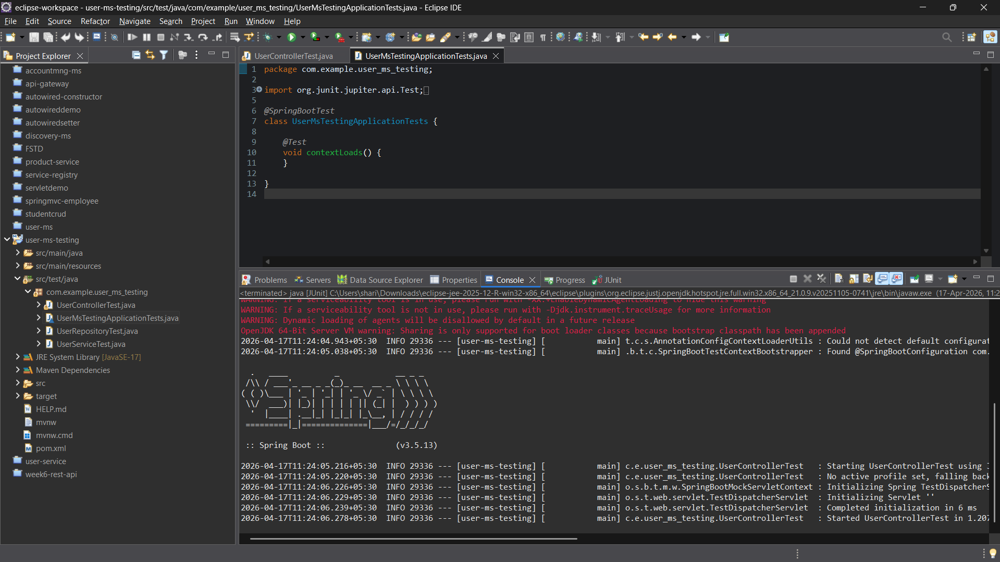 eclipse-workspace - user-ms-testing/src/test/java/com/example/user_ms_testing/UserMsTestingApplicationTests.java - Eclipse IDE
File Edit Source Refactor Navigate Search Project Run Window Help
Project Explorer
accountmng-ms
api-gateway
autowired-constructor
autowireddemo
autowiredsetter
discovery-ms
FSTD
product-service
service-registry
servletdemo
springmvc-employee
studentcrud
user-ms
user-ms-testing
src/main/java
src/main/resources
src/test/java
com.example.user_ms_testing
UserControllerTest.java
UserMsTestingApplicationTests.java
UserRepositoryTest.java
UserServiceTest.java
JRE System Library [JavaSE-17]
Maven Dependencies
src
target
HELP.md
mvnw
mvnw.cmd
pom.xml
user-service
week6-rest-api
UserControllerTest.java UserMsTestingApplicationTests.java
1 package com.example.user_ms_testing;
2
3 import org.junit.jupiter.api.Test;
5
6 @SpringBootTest
7 class UserMsTestingApplicationTests {
8
9 @Test
10 void contextLoads() {
11 }
12
13 }
14
Problems Servers Data Source Explorer Properties Console Progress JUnit
<terminated> java [JUnit] C:\Users\shari\Downloads\eclipse-jee-2025-12-R-win32-x86_64\eclipse\plugins\org.eclipse.justj.openjdk.hotspot.jre.full.win32.x86_64_21.0.9.v20251105-0741\jre\bin\javaw.exe (17-Apr-2026, 11:2
WARNING: If a serviceability tool is in use, please run with -XX:+EnableDynamicAgentLoading to hide this warning
WARNING: If a serviceability tool is not in use, please run with -Djdk.instrument.traceUsage for more information
WARNING: Dynamic loading of agents will be disallowed by default in a future release
OpenJDK 64-Bit Server VM warning: Sharing is only supported for boot loader classes because bootstrap classpath has been appended
2026-04-17T11:24:04.943+05:30 INFO 29336 --- [user-ms-testing] [ main] t.c.s.AnnotationConfigContextLoaderUtils : Could not detect default configurat
2026-04-17T11:24:05.038+05:30 INFO 29336 --- [user-ms-testing] [ main] .b.t.c.SpringBootTestContextBootstrapper : Found @SpringBootConfiguration com.
Spring
:: Spring Boot :: (v3.5.13)
2026-04-17T11:24:05.216+05:30 INFO 29336 --- [user-ms-testing] [ main] c.e.user_ms_testing.UserControllerTest : Starting UserControllerTest using
2026-04-17T11:24:05.220+05:30 INFO 29336 --- [user-ms-testing] [ main] c.e.user_ms_testing.UserControllerTest : No active profile set, falling back
2026-04-17T11:24:06.226+05:30 INFO 29336 --- [user-ms-testing] [ main] o.s.b.t.m.w.SpringBootMockServletContext : Initializing Spring TestDispatcherS
2026-04-17T11:24:06.229+05:30 INFO 29336 --- [user-ms-testing] [ main] o.s.t.web.servlet.TestDispatcherServlet : Initializing Servlet ''
2026-04-17T11:24:06.239+05:30 INFO 29336 --- [user-ms-testing] [ main] o.s.t.web.servlet.TestDispatcherServlet : Completed initialization in 6 ms
2026-04-17T11:24:06.278+05:30 INFO 29336 --- [user-ms-testing] [ main] c.e.user_ms_testing.UserControllerTest : Started UserControllerTest in 1.207